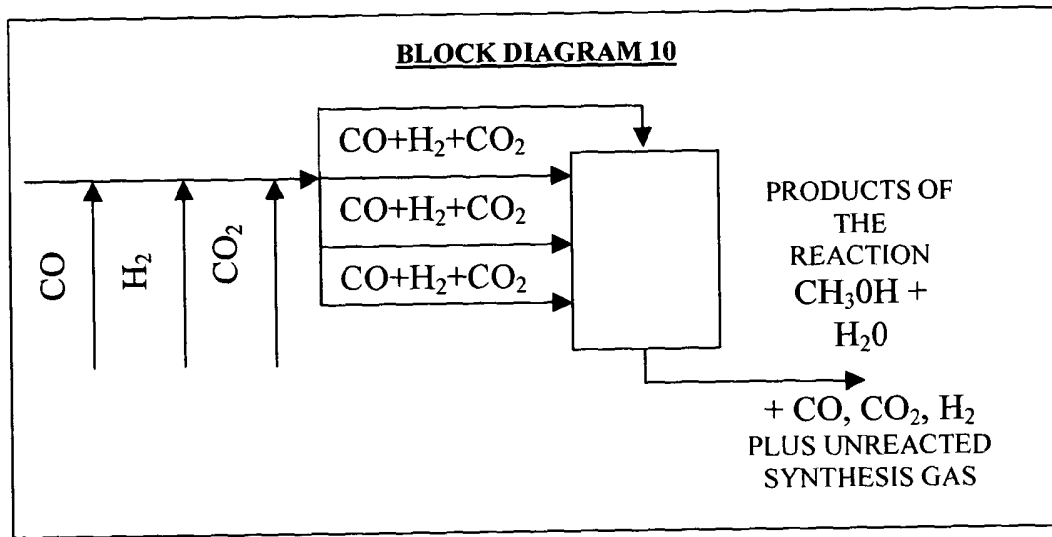 BLOCK DIAGRAM 10
CO+H₂+CO₂
CO+H₂+CO₂
CO+H₂+CO₂
CO
H₂
CO₂
PRODUCTS OF
THE
REACTION
CH₃0H +
H₂0
+ CO, CO₂, H₂
PLUS UNREACTED
SYNTHESIS GAS